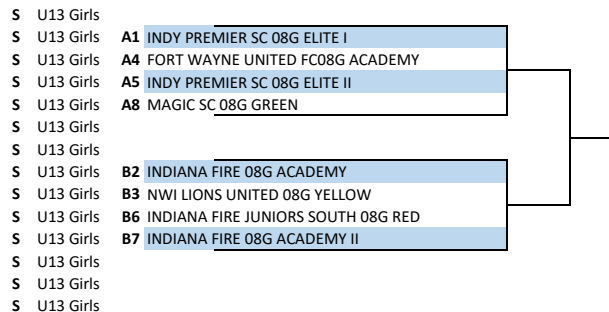 S U13 Girls
S U13 Girls A1 INDY PREMIER SC 08G ELITE I
S U13 Girls A4 FORT WAYNE UNITED FC08G ACADEMY
S U13 Girls A5 INDY PREMIER SC 08G ELITE II
S U13 Girls A8 MAGIC SC 08G GREEN
S U13 Girls
S U13 Girls
S U13 Girls B2 INDIANA FIRE 08G ACADEMY
S U13 Girls B3 NWI LIONS UNITED 08G YELLOW
S U13 Girls B6 INDIANA FIRE JUNIORS SOUTH 08G RED
S U13 Girls B7 INDIANA FIRE 08G ACADEMY II
S U13 Girls
S U13 Girls
S U13 Girls